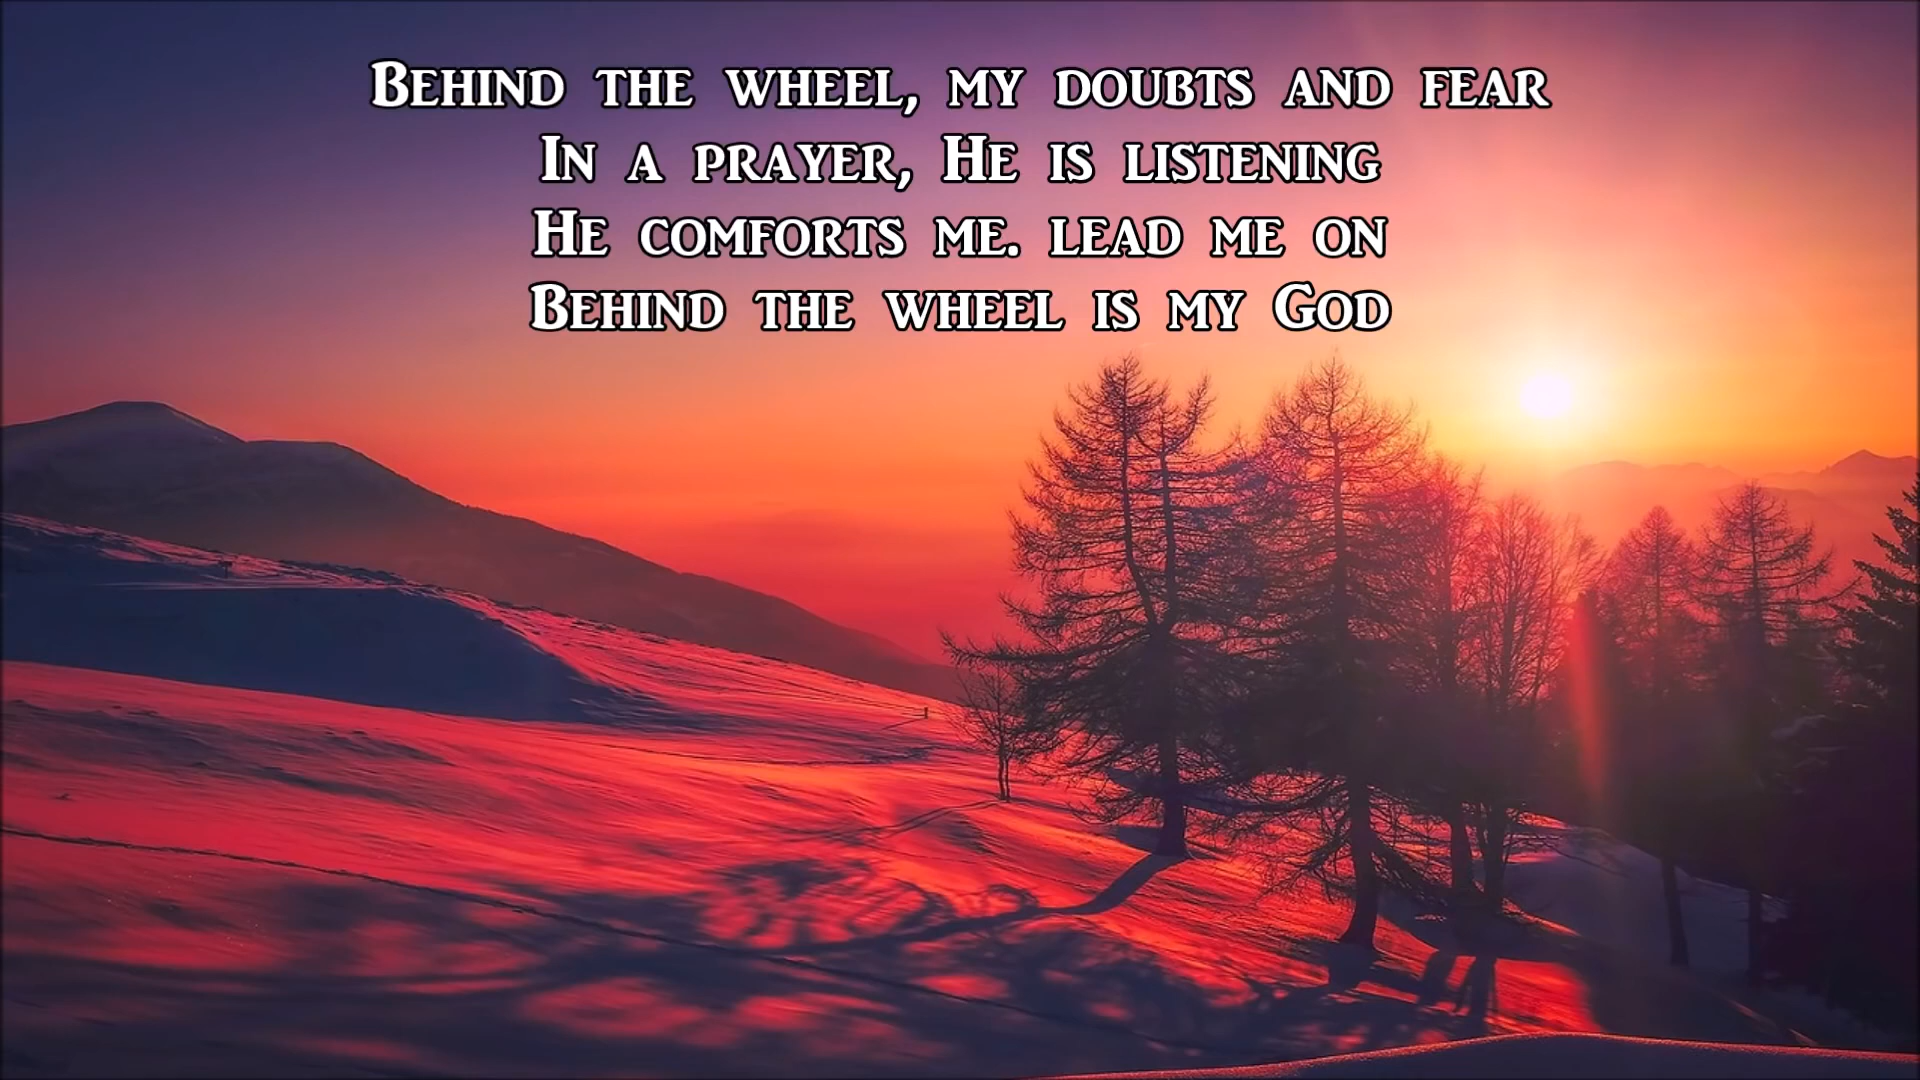 Behind the wheel, my doubts and fear
In a prayer, He is listening
He comforts me. lead me on
Behind the wheel is my God